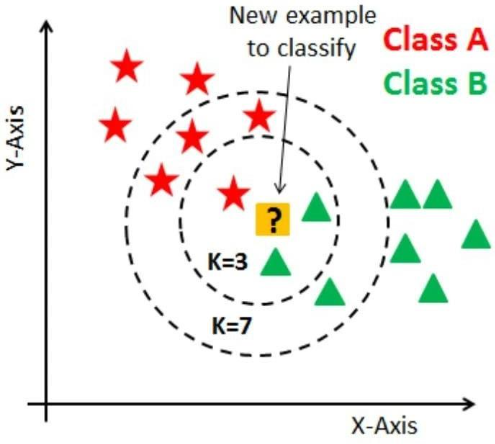 New example
to classify
Class A
Class B
Y-Axis
?
K=3
K=7
X-Axis